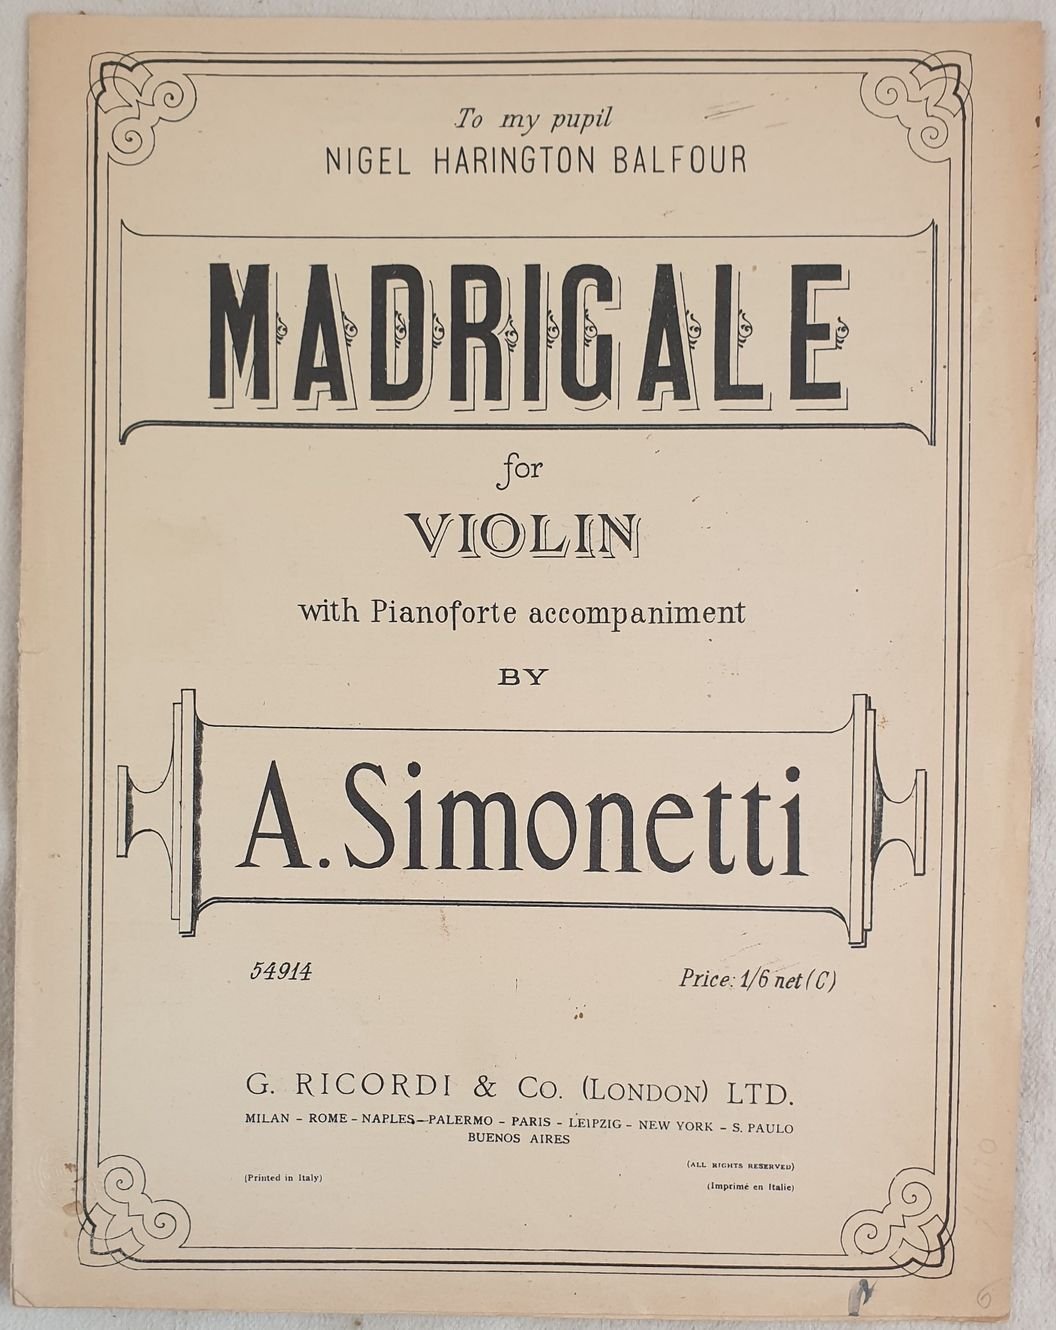 To my pupil
NIGEL HARINGTON BALFOUR
MADRIGALE
for
VIOLIN
with Pianoforte accompaniment
BY
A. Simonetti
54914
Price: 1/6 net (C)
G. RICORDI & Co. (LONDON) LTD.
MILAN - ROME - NAPLES - PALERMO - PARIS - LEIPZIG - NEW YORK - S. PAULO
BUENOS AIRES
(ALL RIGHTS RESERVED)
(Printed in Italy)
(Imprimé en Italie)